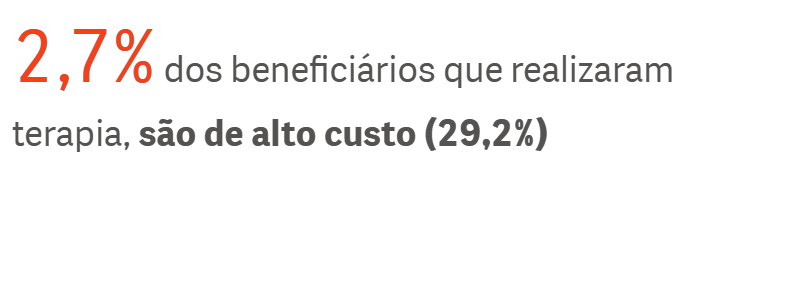 2,7% dos beneficiários que realizaram
terapia, são de alto custo (29,2%)